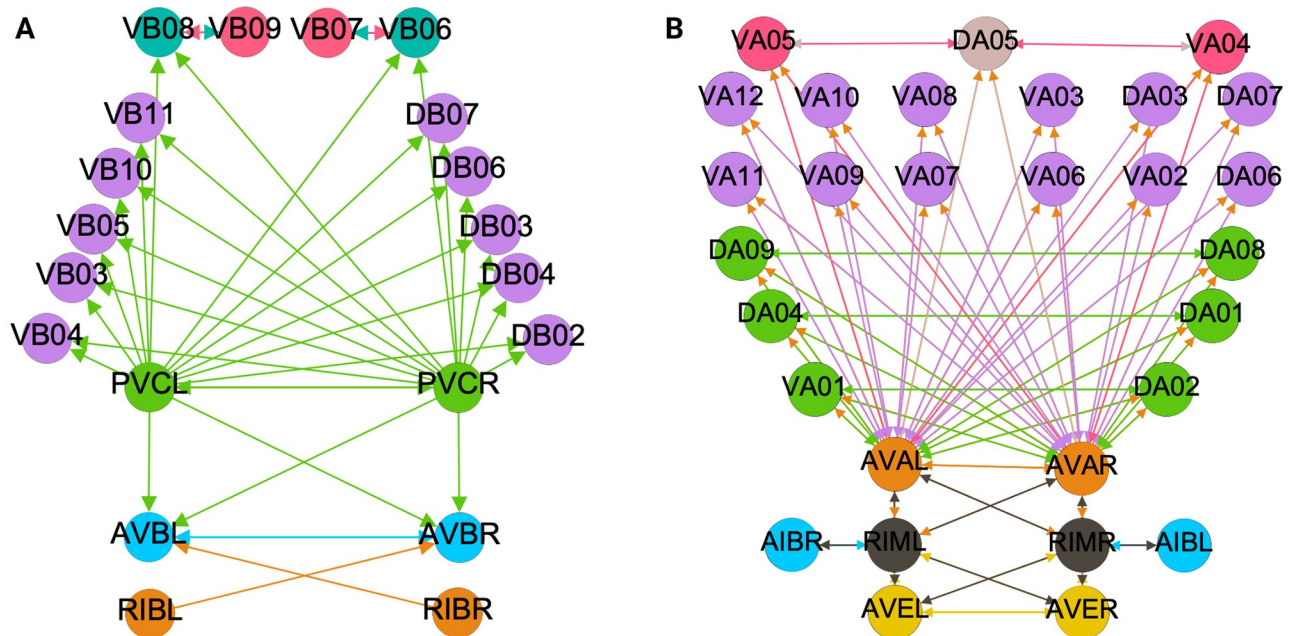 A
VB08 VB09 VB07 VB06
VB11 DB07
VB10 DB06
VB05 DB03
VB03 DB04
VB04 DB02
PVCL PVCR
AVBL AVBR
RIBL RIBR
B
VA05 DA05 VA04
VA12 VA10 VA08 VA03 DA03 DA07
VA11 VA09 VA07 VA06 VA02 DA06
DA09 DA08
DA04 DA01
VA01 DA02
AVAL AVAR
AIBR RIML RIMR AIBL
AVEL AVER